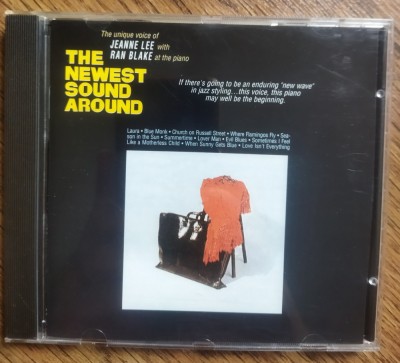 The unique voice of
JEANNE LEE with
RAN BLAKE at the piano
THE
NEWEST
SOUND
AROUND
If there's going to be an enduring 'new wave'
in jazz styling...this voice, this piano
may well be the beginning.
Laura • Blue Monk • Church on Russell Street • Where Flamingos Fly • Sea-
son in the Sun • Summertime • Lover Man • Evil Blues • Sometimes I Feel
Like a Motherless Child • When Sunny Gets Blue • Love Isn't Everything